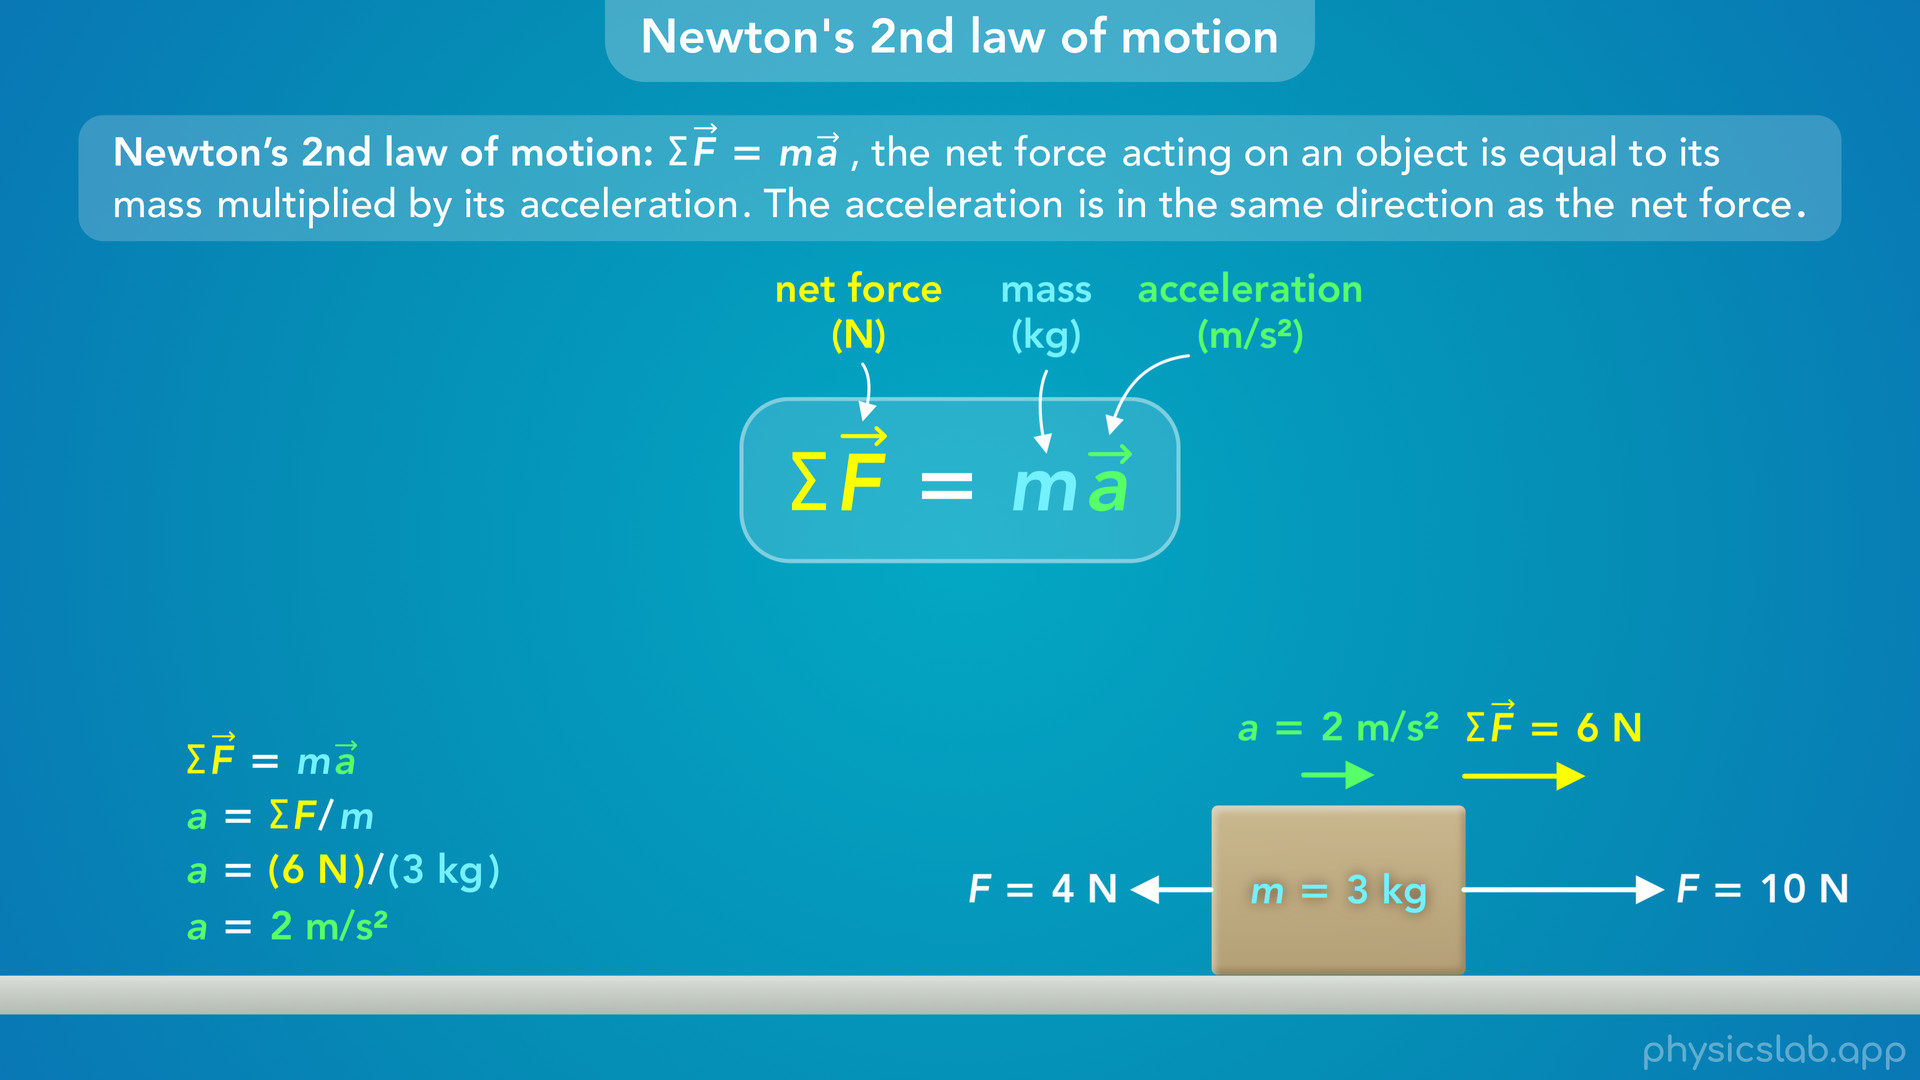 Newton's 2nd law of motion
Newton’s 2nd law of motion: ΣF⃗ = ma⃗ , the net force acting on an object is equal to its
mass multiplied by its acceleration. The acceleration is in the same direction as the net force.
net force mass acceleration
(N) (kg) (m/s²)
ΣF⃗ = ma⃗
ΣF⃗ = ma⃗
a = ΣF/m
a = (6 N)/(3 kg)
a = 2 m/s²
a = 2 m/s² ΣF⃗ = 6 N
F = 4 N m = 3 kg F = 10 N
physicslab.app